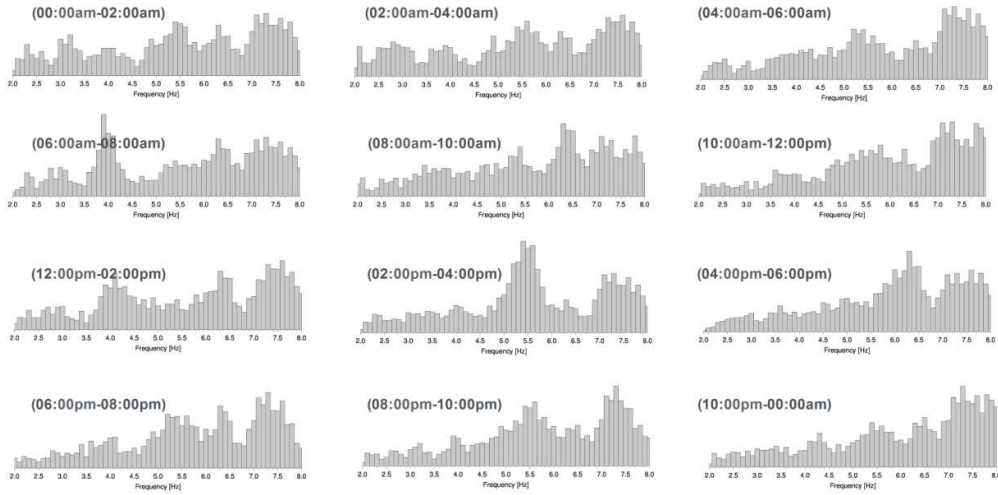 (00:00am-02:00am)
2.0 2.5 3.0 3.5 4.0 4.5 5.0 5.5 6.0 6.5 7.0 7.5 8.0
Frequency [Hz]
(02:00am-04:00am)
2.0 2.5 3.0 3.5 4.0 4.5 5.0 5.5 6.0 6.5 7.0 7.5 8.0
Frequency [Hz]
(04:00am-06:00am)
2.0 2.5 3.0 3.5 4.0 4.5 5.0 5.5 6.0 6.5 7.0 7.5 8.0
Frequency [Hz]
(06:00am-08:00am)
2.0 2.5 3.0 3.5 4.0 4.5 5.0 5.5 6.0 6.5 7.0 7.5 8.0
Frequency [Hz]
(08:00am-10:00am)
2.0 2.5 3.0 3.5 4.0 4.5 5.0 5.5 6.0 6.5 7.0 7.5 8.0
Frequency [Hz]
(10:00am-12:00pm)
2.0 2.5 3.0 3.5 4.0 4.5 5.0 5.5 6.0 6.5 7.0 7.5 8.0
Frequency [Hz]
(12:00pm-02:00pm)
2.0 2.5 3.0 3.5 4.0 4.5 5.0 5.5 6.0 6.5 7.0 7.5 8.0
Frequency [Hz]
(02:00pm-04:00pm)
2.0 2.5 3.0 3.5 4.0 4.5 5.0 5.5 6.0 6.5 7.0 7.5 8.0
Frequency [Hz]
(04:00pm-06:00pm)
2.0 2.5 3.0 3.5 4.0 4.5 5.0 5.5 6.0 6.5 7.0 7.5 8.0
Frequency [Hz]
(06:00pm-08:00pm)
2.0 2.5 3.0 3.5 4.0 4.5 5.0 5.5 6.0 6.5 7.0 7.5 8.0
Frequency [Hz]
(08:00pm-10:00pm)
2.0 2.5 3.0 3.5 4.0 4.5 5.0 5.5 6.0 6.5 7.0 7.5 8.0
Frequency [Hz]
(10:00pm-00:00am)
2.0 2.5 3.0 3.5 4.0 4.5 5.0 5.5 6.0 6.5 7.0 7.5 8.0
Frequency [Hz]